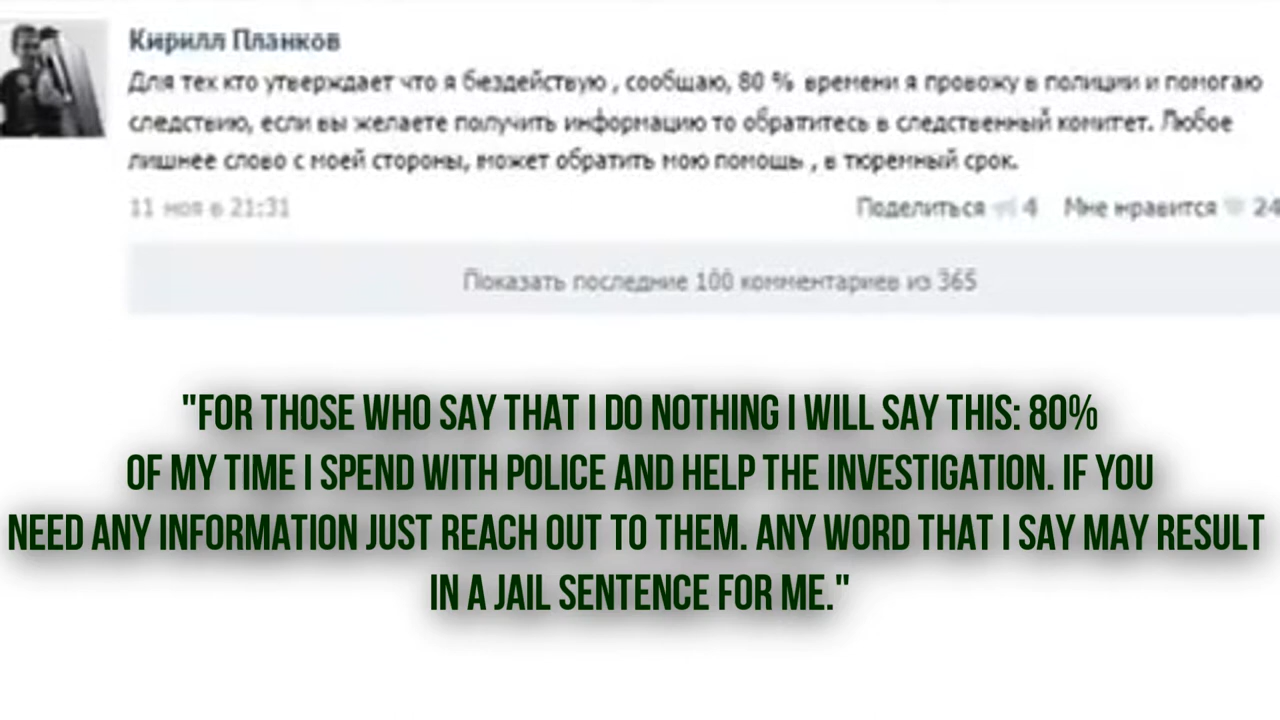 Кирилл Планков
Для тех кто утверждает что я бездействую , сообщаю, 80 % времени я провожу в полиции и помогаю
следствию, если вы желаете получить информацию то обратитесь в следственный комитет. Любое
лишнее слово с моей стороны, может обратить мою помощь , в тюремный срок.
11 ноя в 21:31 Поделиться 4 Мне нравится 24
Показать последние 100 комментариев из 365
"FOR THOSE WHO SAY THAT I DO NOTHING I WILL SAY THIS: 80%
OF MY TIME I SPEND WITH POLICE AND HELP THE INVESTIGATION. IF YOU
NEED ANY INFORMATION JUST REACH OUT TO THEM. ANY WORD THAT I SAY MAY RESULT
IN A JAIL SENTENCE FOR ME."